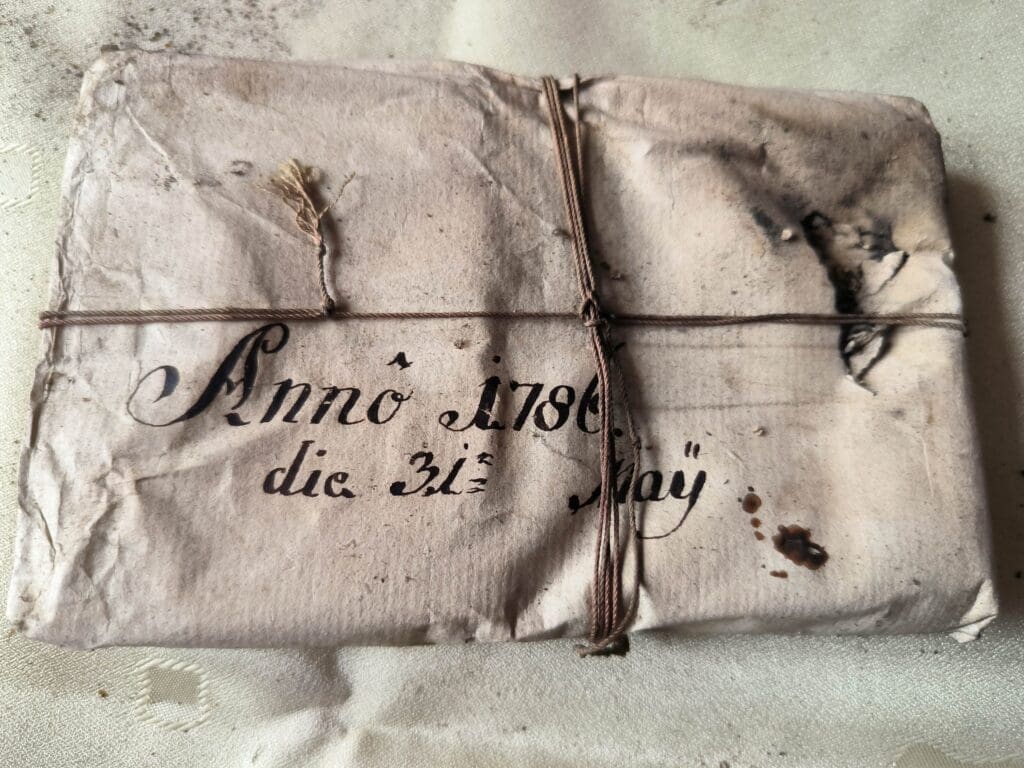 Annô 1786.
die 31= Maÿ